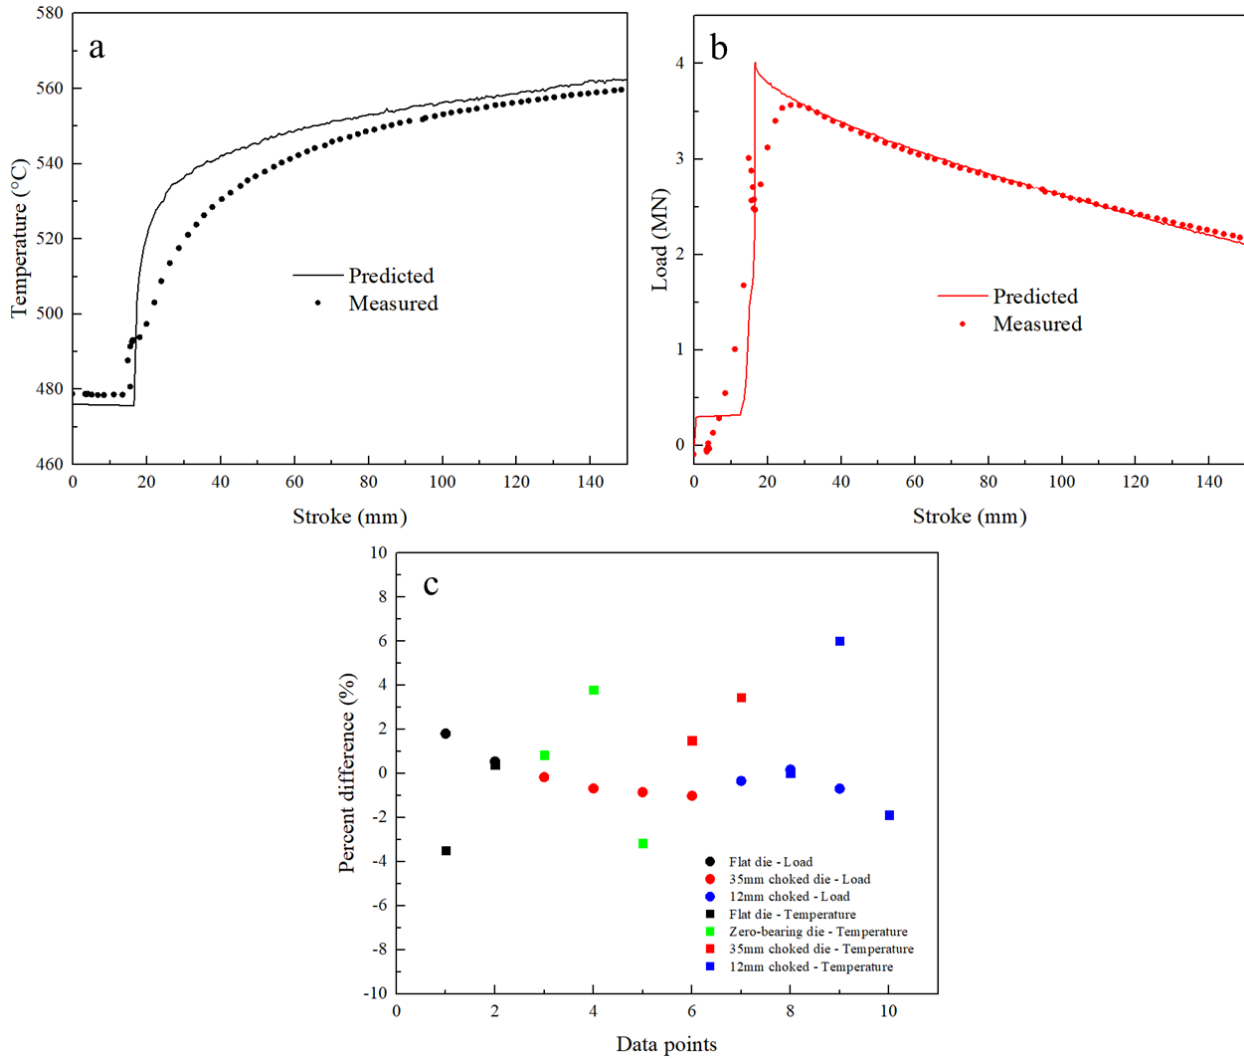 a
580
560
540
520
500
480
460
Temperature (°C)
Predicted
Measured
0 20 40 60 80 100 120 140
Stroke (mm)
b
4
3
2
1
0
Load (MN)
Predicted
Measured
0 20 40 60 80 100 120 140
Stroke (mm)
c
10
8
6
4
2
0
-2
-4
-6
-8
-10
Percent difference (%)
Flat die - Load
35mm choked die - Load
12mm choked - Load
Flat die - Temperature
Zero-bearing die - Temperature
35mm choked die - Temperature
12mm choked - Temperature
0 2 4 6 8 10
Data points